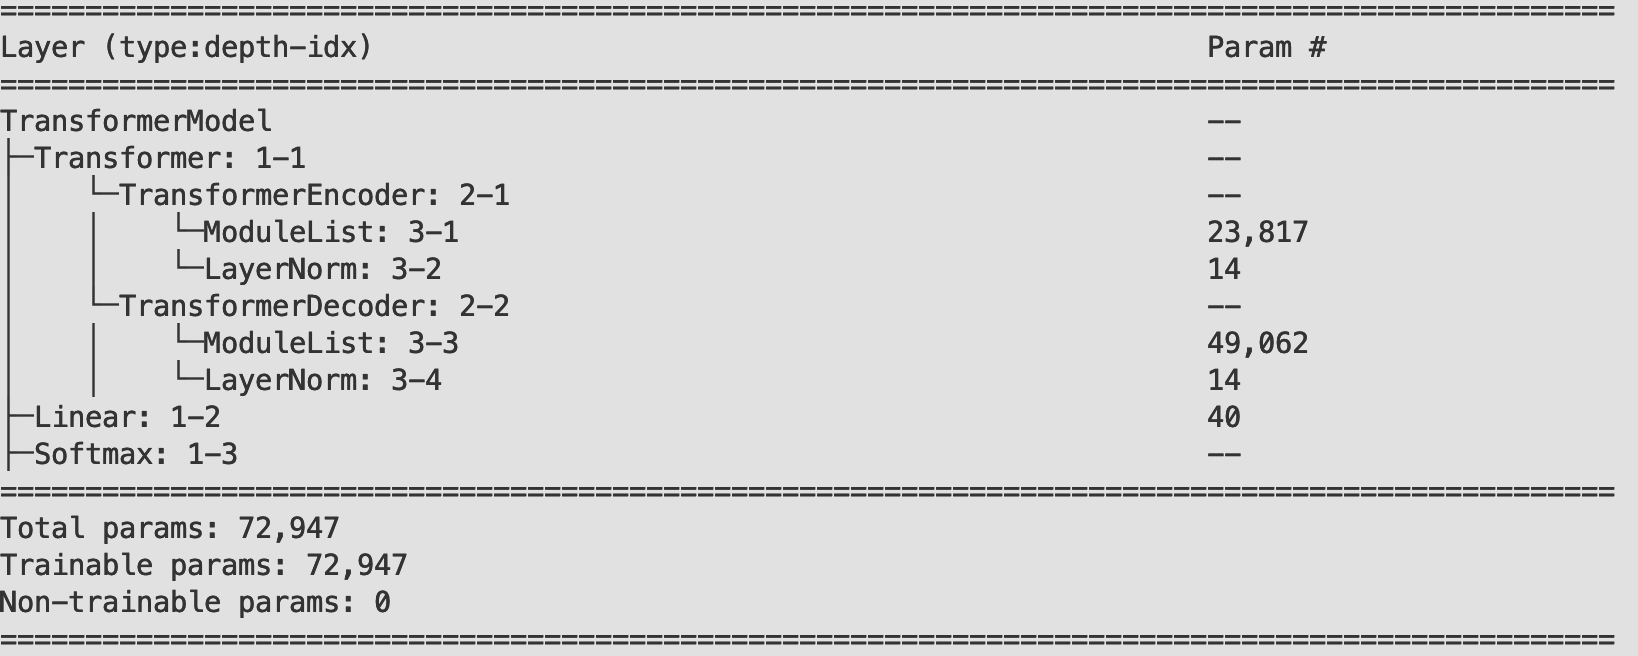 ==========================================================================================
Layer (type:depth-idx)                                                 Param #
==========================================================================================
TransformerModel                                                       --
├─Transformer: 1-1                                                     --
│    └─TransformerEncoder: 2-1                                         --
│    │    └─ModuleList: 3-1                                            23,817
│    │    └─LayerNorm: 3-2                                             14
│    └─TransformerDecoder: 2-2                                         --
│    │    └─ModuleList: 3-3                                            49,062
│    │    └─LayerNorm: 3-4                                             14
├─Linear: 1-2                                                          40
├─Softmax: 1-3                                                         --
==========================================================================================
Total params: 72,947
Trainable params: 72,947
Non-trainable params: 0
==========================================================================================